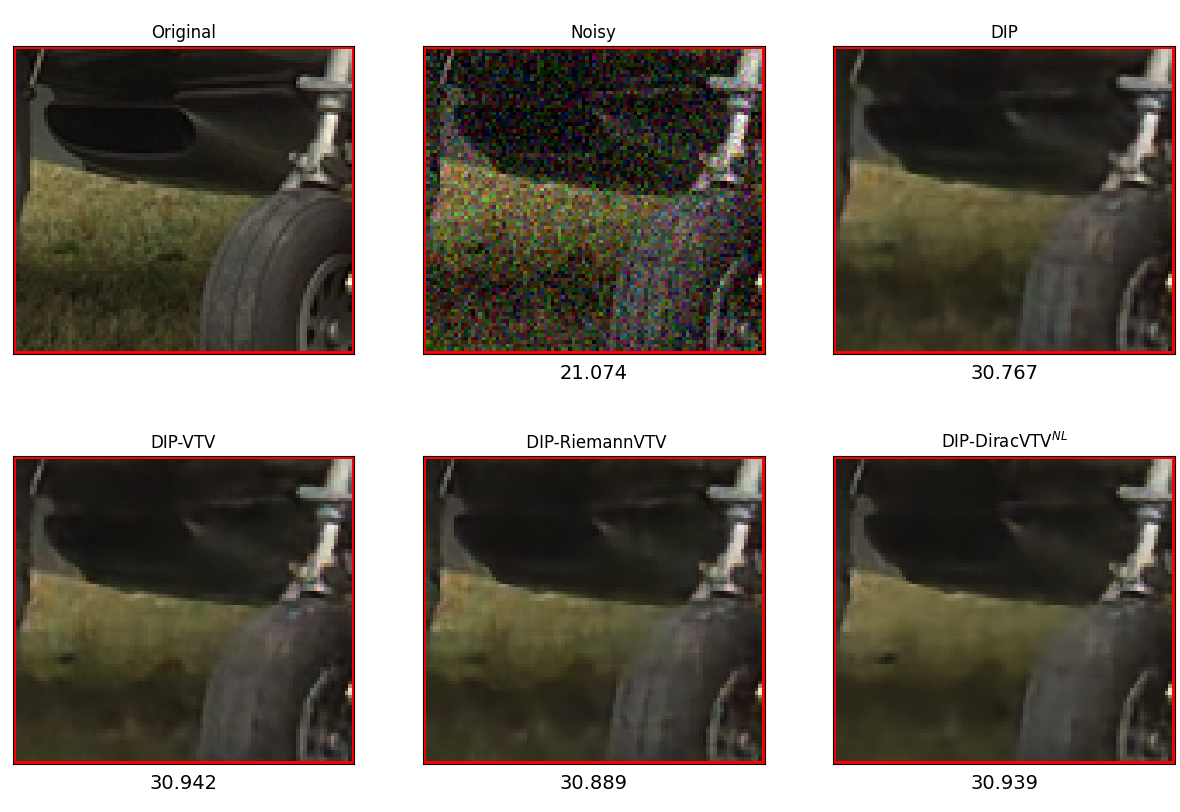 Original
Noisy
DIP
21.074
30.767
DIP-VTV
DIP-RiemannVTV
DIP-DiracVTV^{NL}
30.942
30.889
30.939